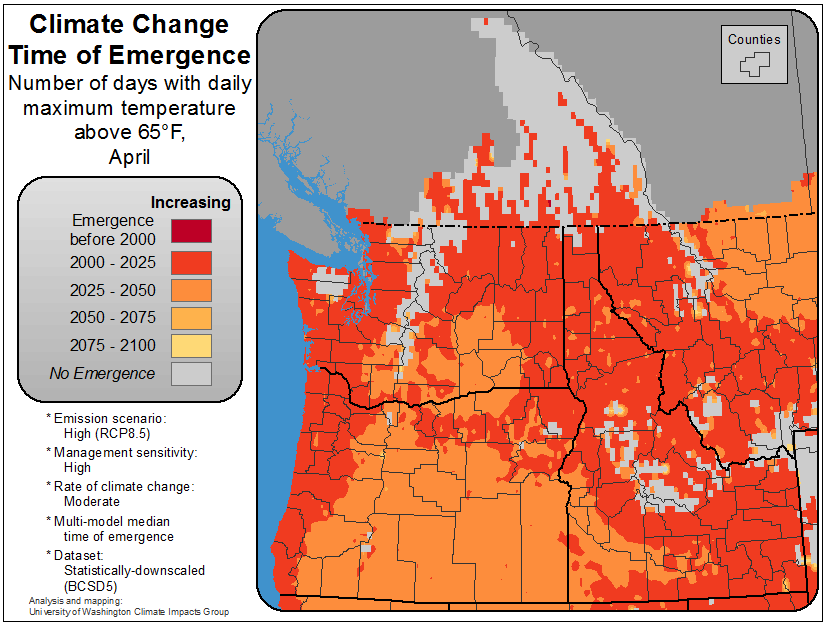 Climate Change
Time of Emergence
Number of days with daily
maximum temperature
above 65°F,
April
Increasing
Emergence
before 2000
2000 - 2025
2025 - 2050
2050 - 2075
2075 - 2100
No Emergence
* Emission scenario:
High (RCP8.5)
* Management sensitivity:
High
* Rate of climate change:
Moderate
* Multi-model median
time of emergence
* Dataset:
Statistically-downscaled
(BCSD5)
Analysis and mapping:
University of Washington Climate Impacts Group
Counties